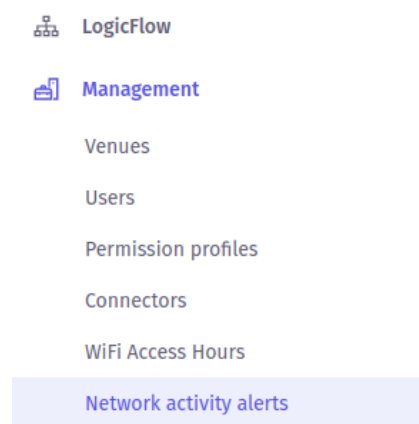 LogicFlow
Management
Venues
Users
Permission profiles
Connectors
WiFi Access Hours
Network activity alerts